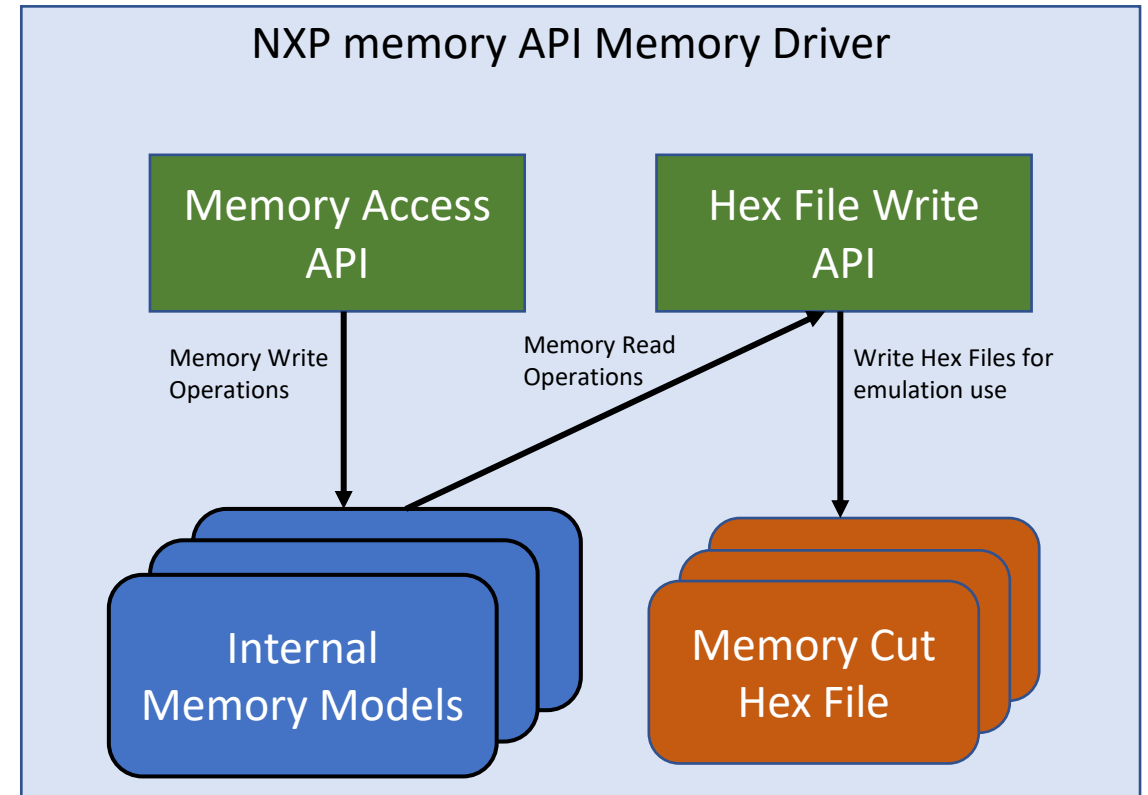 NXP memory API Memory Driver
Memory Access
API
Hex File Write
API
Memory Write
Operations
Memory Read
Operations
Write Hex Files for
emulation use
Internal
Memory Models
Memory Cut
Hex File